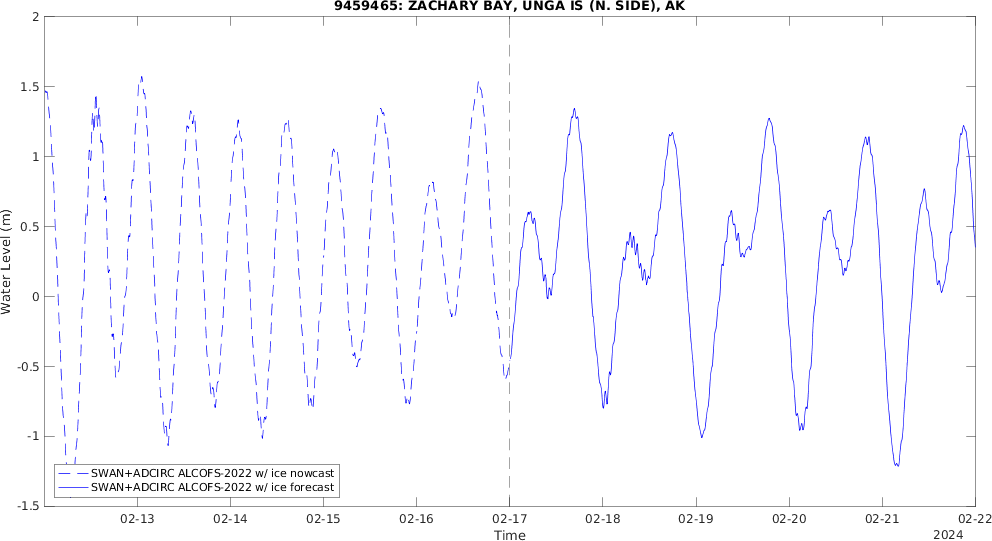 9459465: ZACHARY BAY, UNGA IS (N. SIDE), AK
2
1.5
1
0.5
0
-0.5
-1
-1.5
Water Level (m)
SWAN+ADCIRC ALCOFS-2022 w/ ice nowcast
SWAN+ADCIRC ALCOFS-2022 w/ ice forecast
02-13 02-14 02-15 02-16 02-17 02-18 02-19 02-20 02-21 02-22
Time
2024